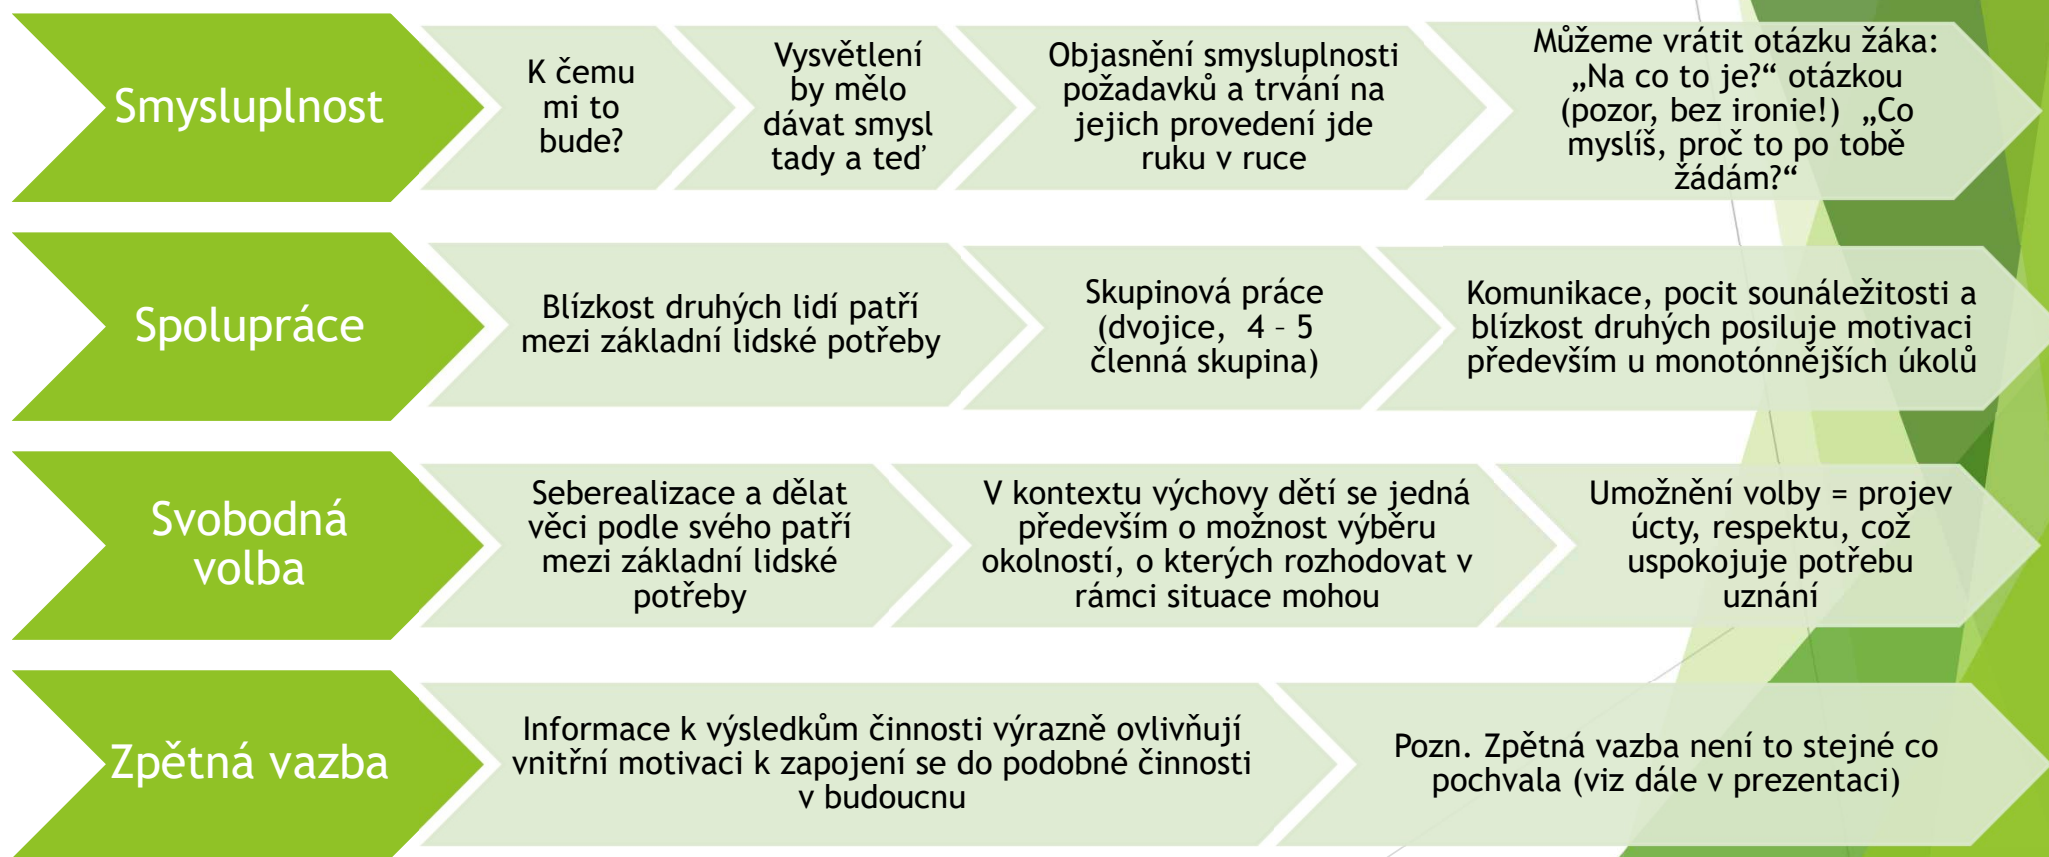 Smysluplnost
K čemu
mi to
bude?
Vysvětlení
by mělo
dávat smysl
tady a teď
Objasnění smysluplnosti
požadavků a trvání na
jejich provedení jde
ruku v ruce
Můžeme vrátit otázku žáka:
„Na co to je?“ otázkou
(pozor, bez ironie!) „Co
myslíš, proč to po tobě
žádám?“
Spolupráce
Blízkost druhých lidí patří
mezi základní lidské potřeby
Skupinová práce
(dvojice, 4 – 5
členná skupina)
Komunikace, pocit sounáležitosti a
blízkost druhých posiluje motivaci
především u monotónnějších úkolů
Svobodná
volba
Seberealizace a dělat
věci podle svého patří
mezi základní lidské
potřeby
V kontextu výchovy dětí se jedná
především o možnost výběru
okolností, o kterých rozhodovat v
rámci situace mohou
Umožnění volby = projev
úcty, respektu, což
uspokojuje potřebu
uznání
Zpětná vazba
Informace k výsledkům činnosti výrazně ovlivňují
vnitřní motivaci k zapojení se do podobné činnosti
v budoucnu
Pozn. Zpětná vazba není to stejné co
pochvala (viz dále v prezentaci)